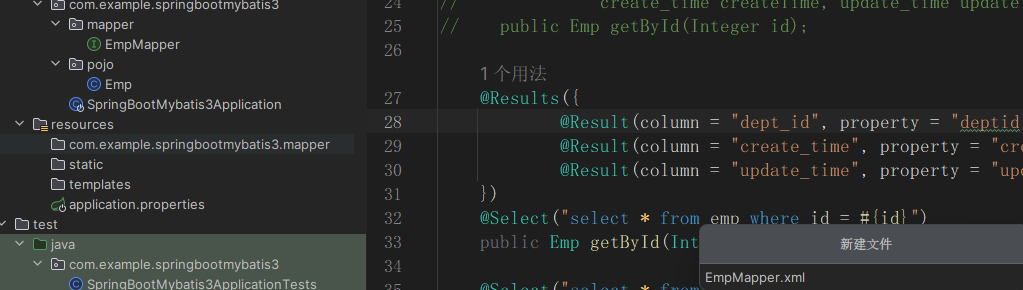 com.example.springbootmybatis3
mapper
EmpMapper
pojo
Emp
SpringBootMybatis3Application
resources
com.example.springbootmybatis3.mapper
static
templates
application.properties
test
java
com.example.springbootmybatis3
SpringBootMybatis3ApplicationTests
24 // create_time createTime, update_time update
25 // public Emp getById(Integer id);
26
1 个用法
27 @Results({
28 @Result(column = "dept_id", property = "deptid
29 @Result(column = "create_time", property = "cr
30 @Result(column = "update_time", property = "up
31 })
32 @Select("select * from emp where id = #{id}")
33 public Emp getById(Int
34
35 @Select("select * from
新建文件
EmpMapper.xml